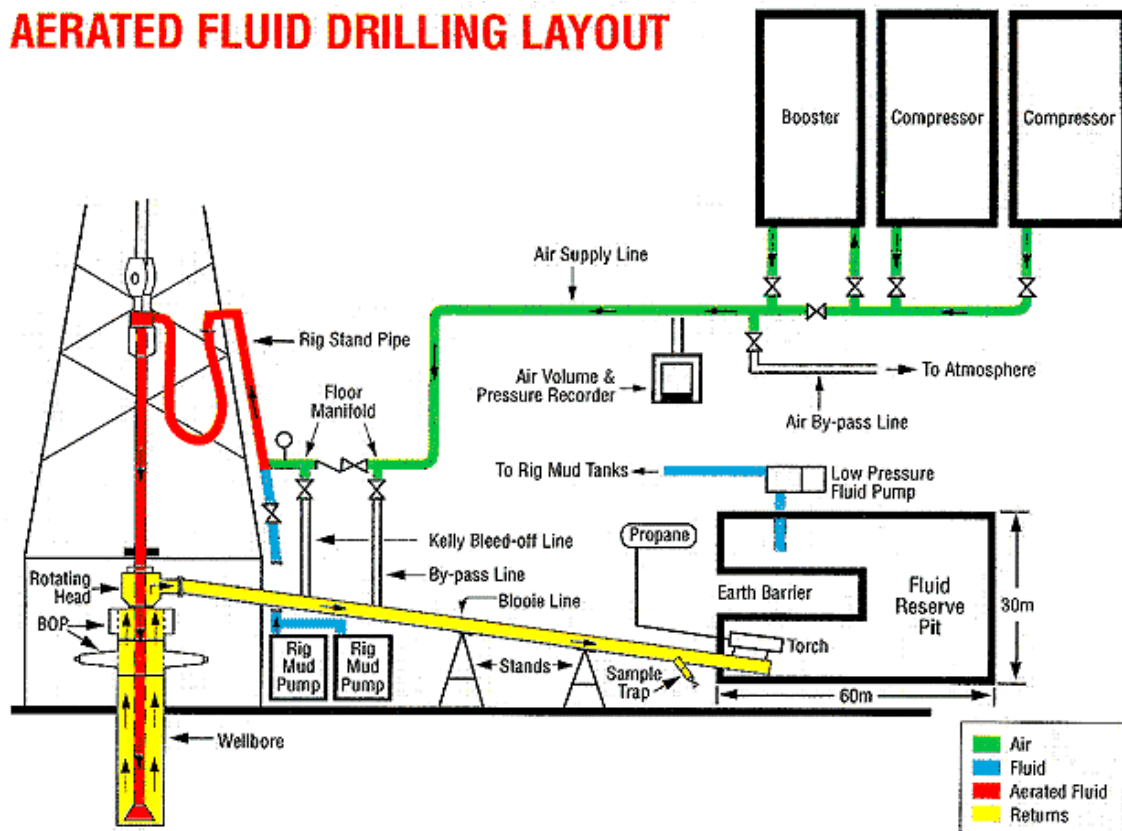 AERATED FLUID DRILLING LAYOUT
Booster
Compressor
Compressor
Air Supply Line
Rig Stand Pipe
Air Volume &
Pressure Recorder
To Atmosphere
Air By-pass Line
Floor
Manifold
To Rig Mud Tanks
Low Pressure
Fluid Pump
Propane
Kelly Bleed-off Line
By-pass Line
Blooie Line
Rotating
Head
BOP
Earth Barrier
Fluid
Reserve
Pit
30m
Torch
Rig
Mud
Pump
Rig
Mud
Pump
Stands
Sample
Trap
60m
Wellbore
Air
Fluid
Aerated Fluid
Returns